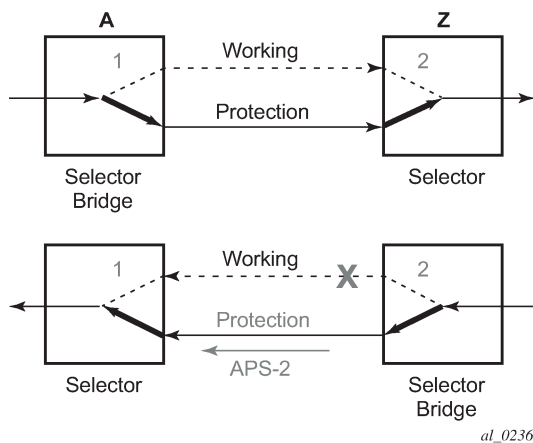 A
Z
1
Working
2
Protection
Selector
Bridge
Selector
1
Working
X
2
Protection
APS-2
Selector
Selector
Bridge
al_0236